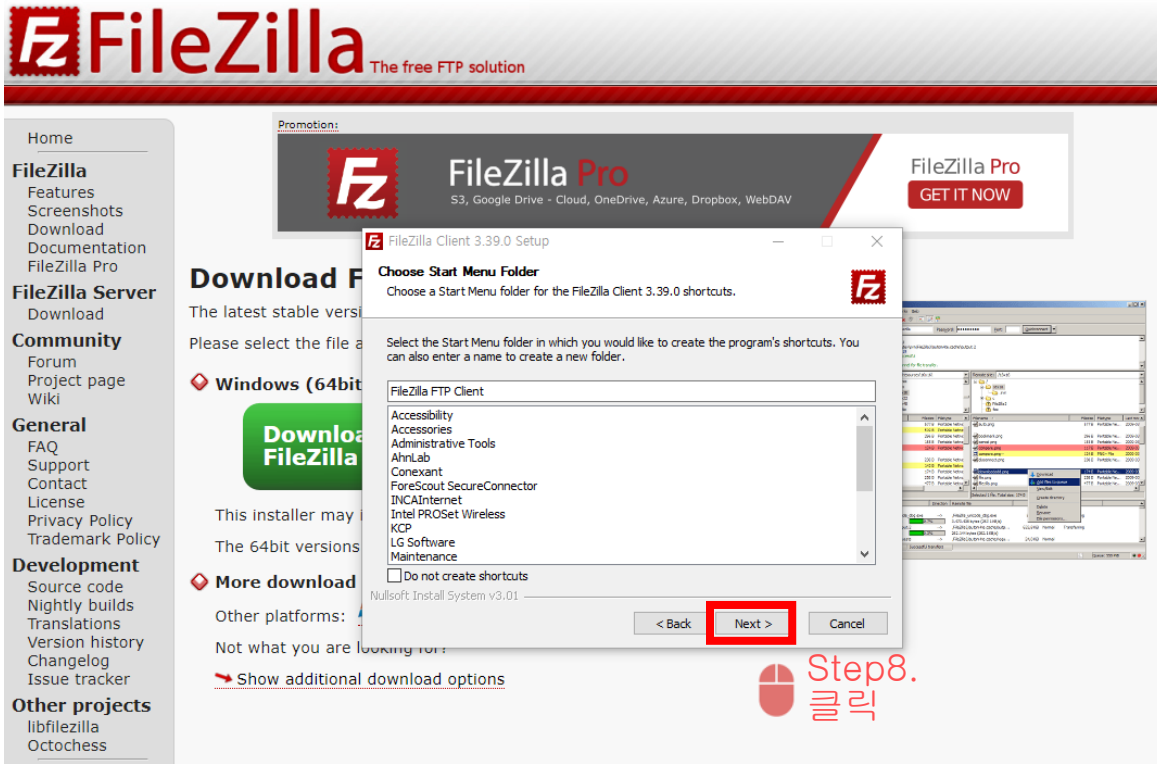 FileZilla The free FTP solution
Home
FileZilla
Features
Screenshots
Download
Documentation
FileZilla Pro
FileZilla Server
Download
Community
Forum
Project page
Wiki
General
FAQ
Support
Contact
License
Privacy Policy
Trademark Policy
Development
Source code
Nightly builds
Translations
Version history
Changelog
Issue tracker
Other projects
libfilezilla
Octochess
Promotion:
FileZilla Pro
S3, Google Drive - Cloud, OneDrive, Azure, Dropbox, WebDAV
FileZilla Pro
GET IT NOW
Download F
The latest stable versi
Please select the file a
Windows (64bit
Downloa
FileZilla
This installer may i
The 64bit versions
More download
Other platforms:
Not what you are looking for?
Show additional download options
FileZilla Client 3.39.0 Setup
Choose Start Menu Folder
Choose a Start Menu folder for the FileZilla Client 3.39.0 shortcuts.
Select the Start Menu folder in which you would like to create the program's shortcuts. You
can also enter a name to create a new folder.
FileZilla FTP Client
Accessibility
Accessories
Administrative Tools
AhnLab
Conexant
ForeScout SecureConnector
INCAInternet
Intel PROSet Wireless
KCP
LG Software
Maintenance
Do not create shortcuts
Nullsoft Install System v3.01
< Back
Next >
Cancel
Step8.
클릭